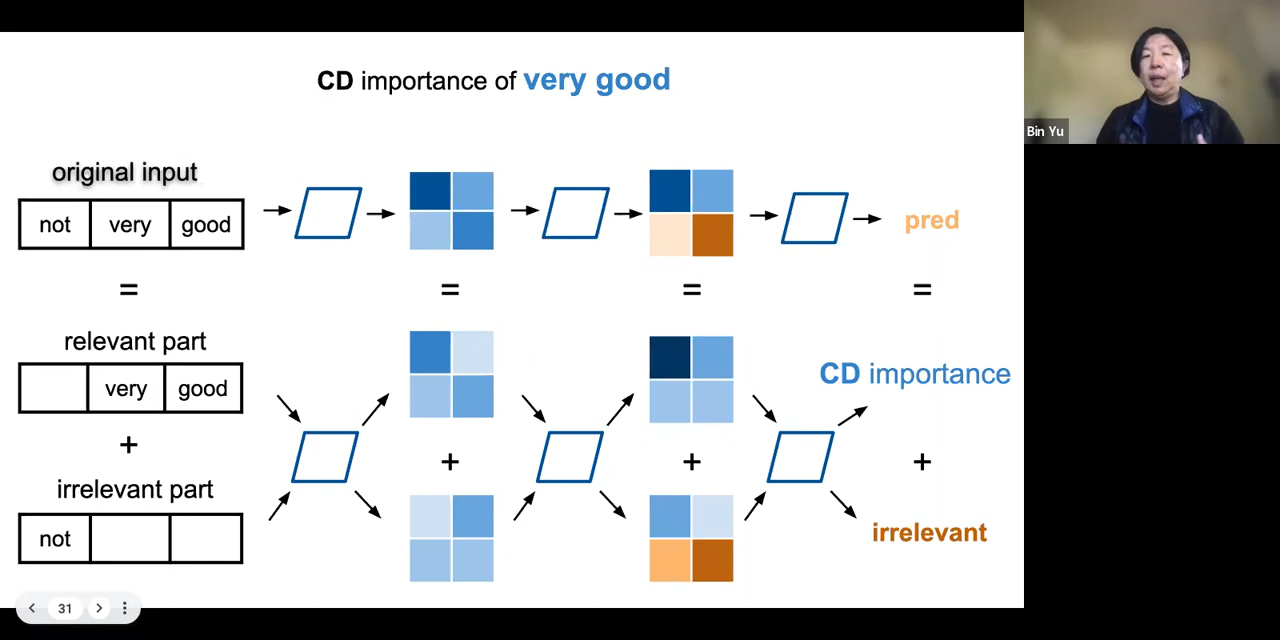 CD importance of very good
Bin Yu
original input
not very good
pred
= = = =
relevant part
very good
CD importance
+ + + +
irrelevant part
not
irrelevant
31